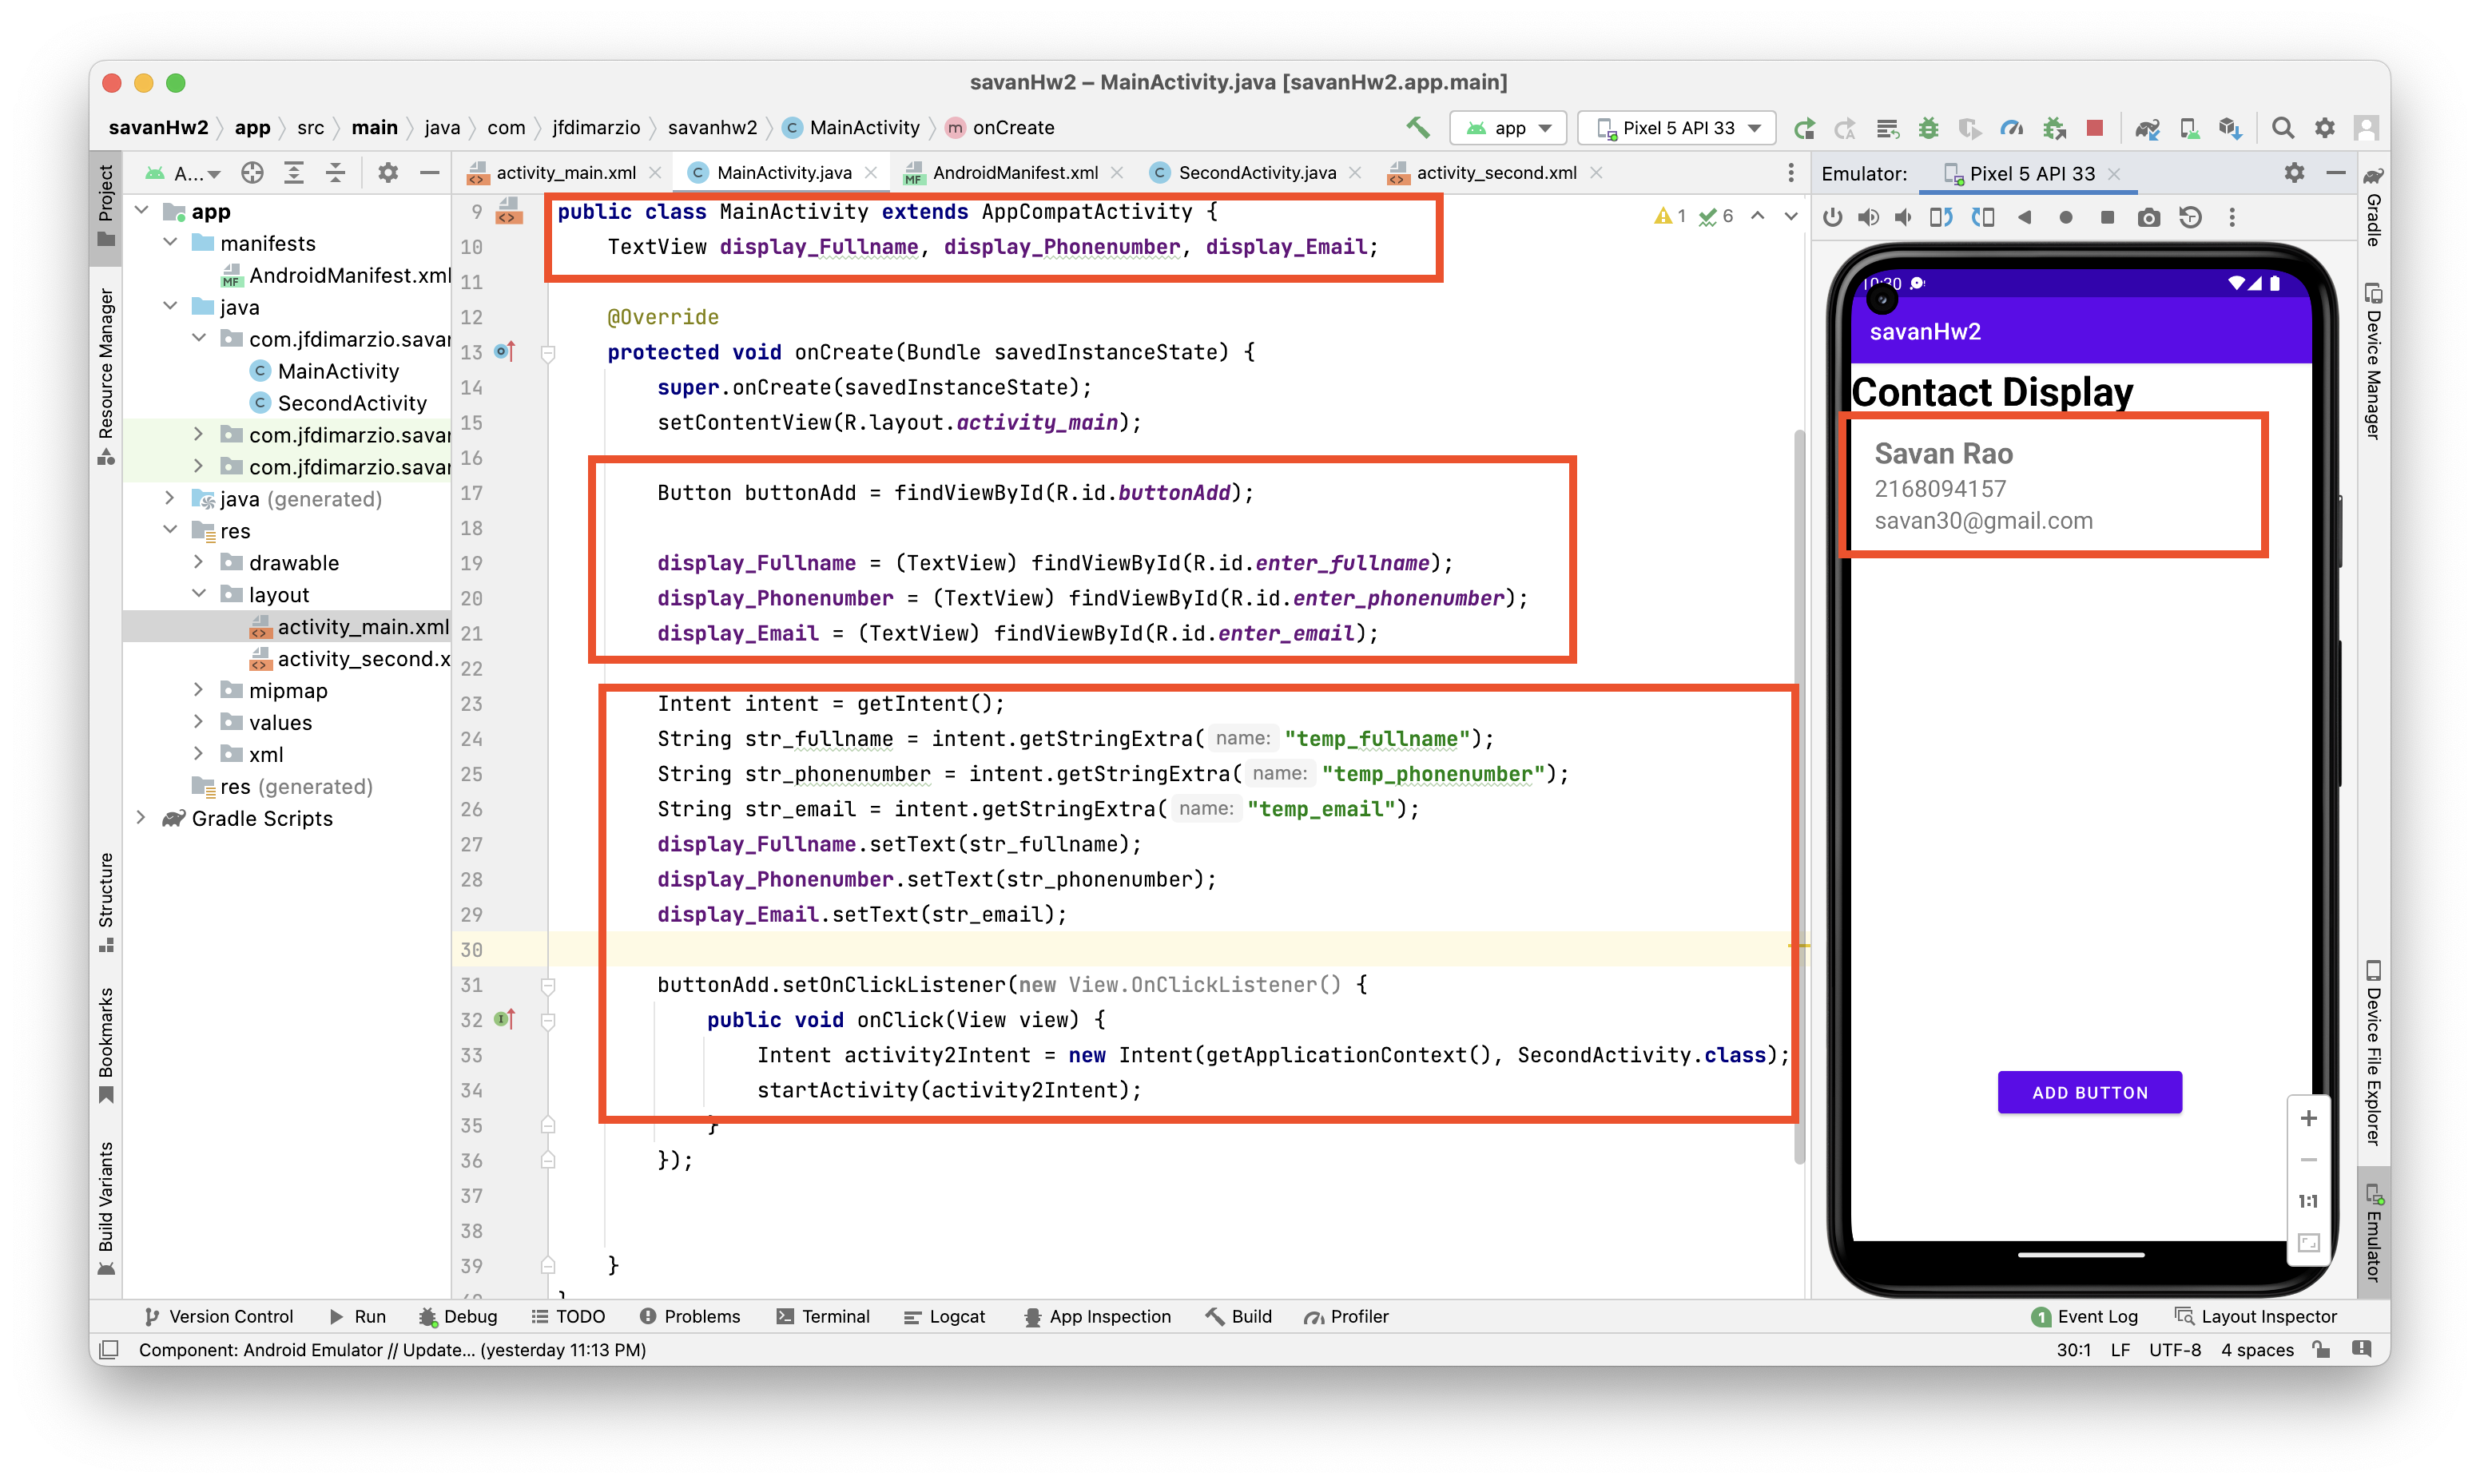 savanHw2 – MainActivity.java [savanHw2.app.main]
savanHw2 app src main java com jfdimarzio savanhw2 MainActivity onCreate
app Pixel 5 API 33
A...
activity_main.xml MainActivity.java AndroidManifest.xml SecondActivity.java activity_second.xml
Emulator: Pixel 5 API 33
Project
Resource Manager
Structure
Bookmarks
Build Variants
app
manifests
AndroidManifest.xml
java
com.jfdimarzio.savan
MainActivity
SecondActivity
com.jfdimarzio.savan
com.jfdimarzio.savan
java (generated)
res
drawable
layout
activity_main.xml
activity_second.x
mipmap
values
xml
res (generated)
Gradle Scripts
1 6
9 public class MainActivity extends AppCompatActivity {
10 TextView display_Fullname, display_Phonenumber, display_Email;
11
12 @Override
13 protected void onCreate(Bundle savedInstanceState) {
14 super.onCreate(savedInstanceState);
15 setContentView(R.layout.activity_main);
16
17 Button buttonAdd = findViewById(R.id.buttonAdd);
18
19 display_Fullname = (TextView) findViewById(R.id.enter_fullname);
20 display_Phonenumber = (TextView) findViewById(R.id.enter_phonenumber);
21 display_Email = (TextView) findViewById(R.id.enter_email);
22
23 Intent intent = getIntent();
24 String str_fullname = intent.getStringExtra( name: "temp_fullname");
25 String str_phonenumber = intent.getStringExtra( name: "temp_phonenumber");
26 String str_email = intent.getStringExtra( name: "temp_email");
27 display_Fullname.setText(str_fullname);
28 display_Phonenumber.setText(str_phonenumber);
29 display_Email.setText(str_email);
30
31 buttonAdd.setOnClickListener(new View.OnClickListener() {
32 public void onClick(View view) {
33 Intent activity2Intent = new Intent(getApplicationContext(), SecondActivity.class);
34 startActivity(activity2Intent);
35 }
36 });
37
38
39 }
10:30
savanHw2
Contact Display
Savan Rao
2168094157
savan30@gmail.com
ADD BUTTON
1:1
Gradle
Device Manager
Device File Explorer
Emulator
Version Control Run Debug TODO Problems Terminal Logcat App Inspection Build Profiler 1 Event Log Layout Inspector
Component: Android Emulator // Update... (yesterday 11:13 PM) 30:1 LF UTF-8 4 spaces